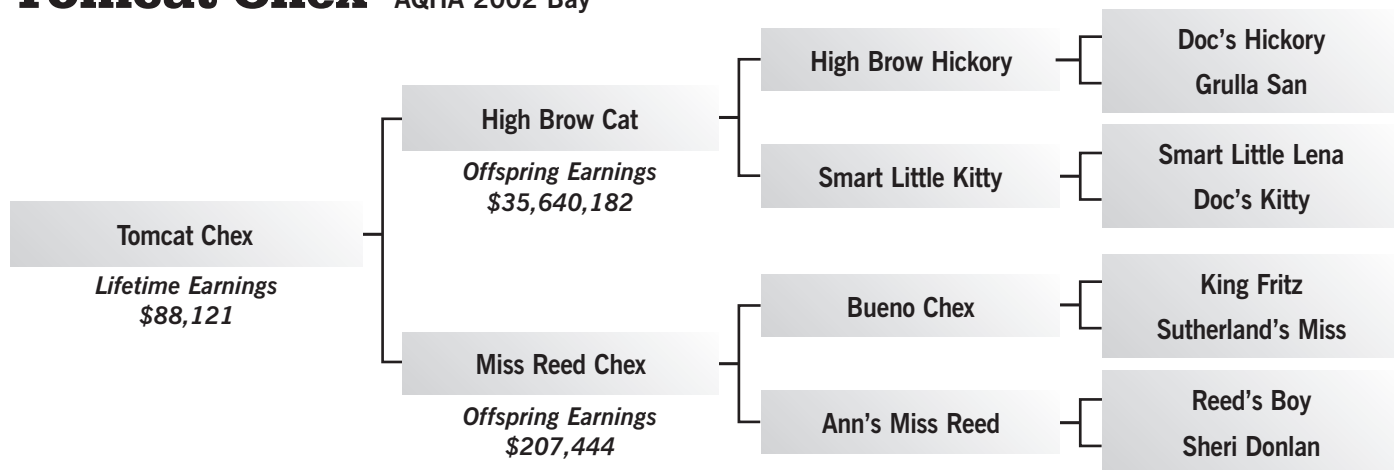 Tomcat Chex AQHA 2002 Bay
Tomcat Chex
Lifetime Earnings
$88,121
High Brow Cat
Offspring Earnings
$35,640,182
Miss Reed Chex
Offspring Earnings
$207,444
High Brow Hickory
Smart Little Kitty
Bueno Chex
Ann's Miss Reed
Doc's Hickory
Grulla San
Smart Little Lena
Doc's Kitty
King Fritz
Sutherland's Miss
Reed's Boy
Sheri Donlan